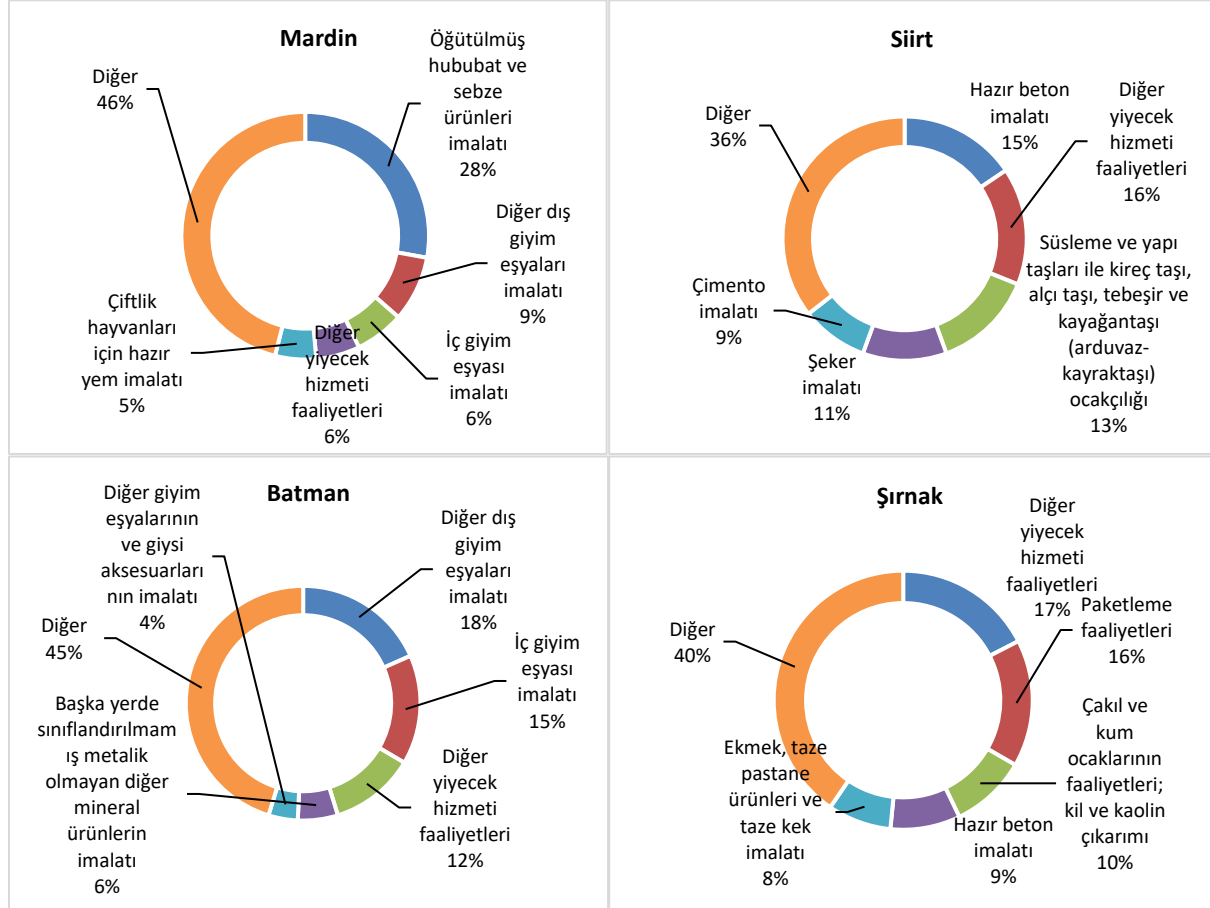 Mardin
Öğütülmüş
hububat ve
sebze
ürünleri
imalatı
28%
Diğer dış
giyim
eşyaları
imalatı
9%
İç giyim
eşyası
imalatı
6%
Diğer
yiyecek
hizmeti
faaliyetleri
6%
Çiftlik
hayvanları
için hazır
yem imalatı
5%
Diğer
46%
Siirt
Hazır beton
imalatı
15%
Diğer
yiyecek
hizmeti
faaliyetleri
16%
Süsleme ve yapı
taşları ile kireç taşı,
alçı taşı, tebeşir ve
kayağantaşı
(arduvaz-
kayraktaşı)
ocakçılığı
13%
Şeker
imalatı
11%
Çimento
imalatı
9%
Diğer
36%
Batman
Diğer dış
giyim
eşyaları
imalatı
18%
İç giyim
eşyası
imalatı
15%
Diğer
yiyecek
hizmeti
faaliyetleri
12%
Başka yerde
sınıflandırılmam
ış metalik
olmayan diğer
mineral
ürünlerin
imalatı
6%
Diğer giyim
eşyalarının
ve giysi
aksesuarları
nın imalatı
4%
Diğer
45%
Şırnak
Diğer
yiyecek
hizmeti
faaliyetleri
17%
Paketleme
faaliyetleri
16%
Çakıl ve
kum
ocaklarının
faaliyetleri;
kil ve kaolin
çıkarımı
10%
Hazır beton
imalatı
9%
Ekmek, taze
pastane
ürünleri ve
taze kek
imalatı
8%
Diğer
40%